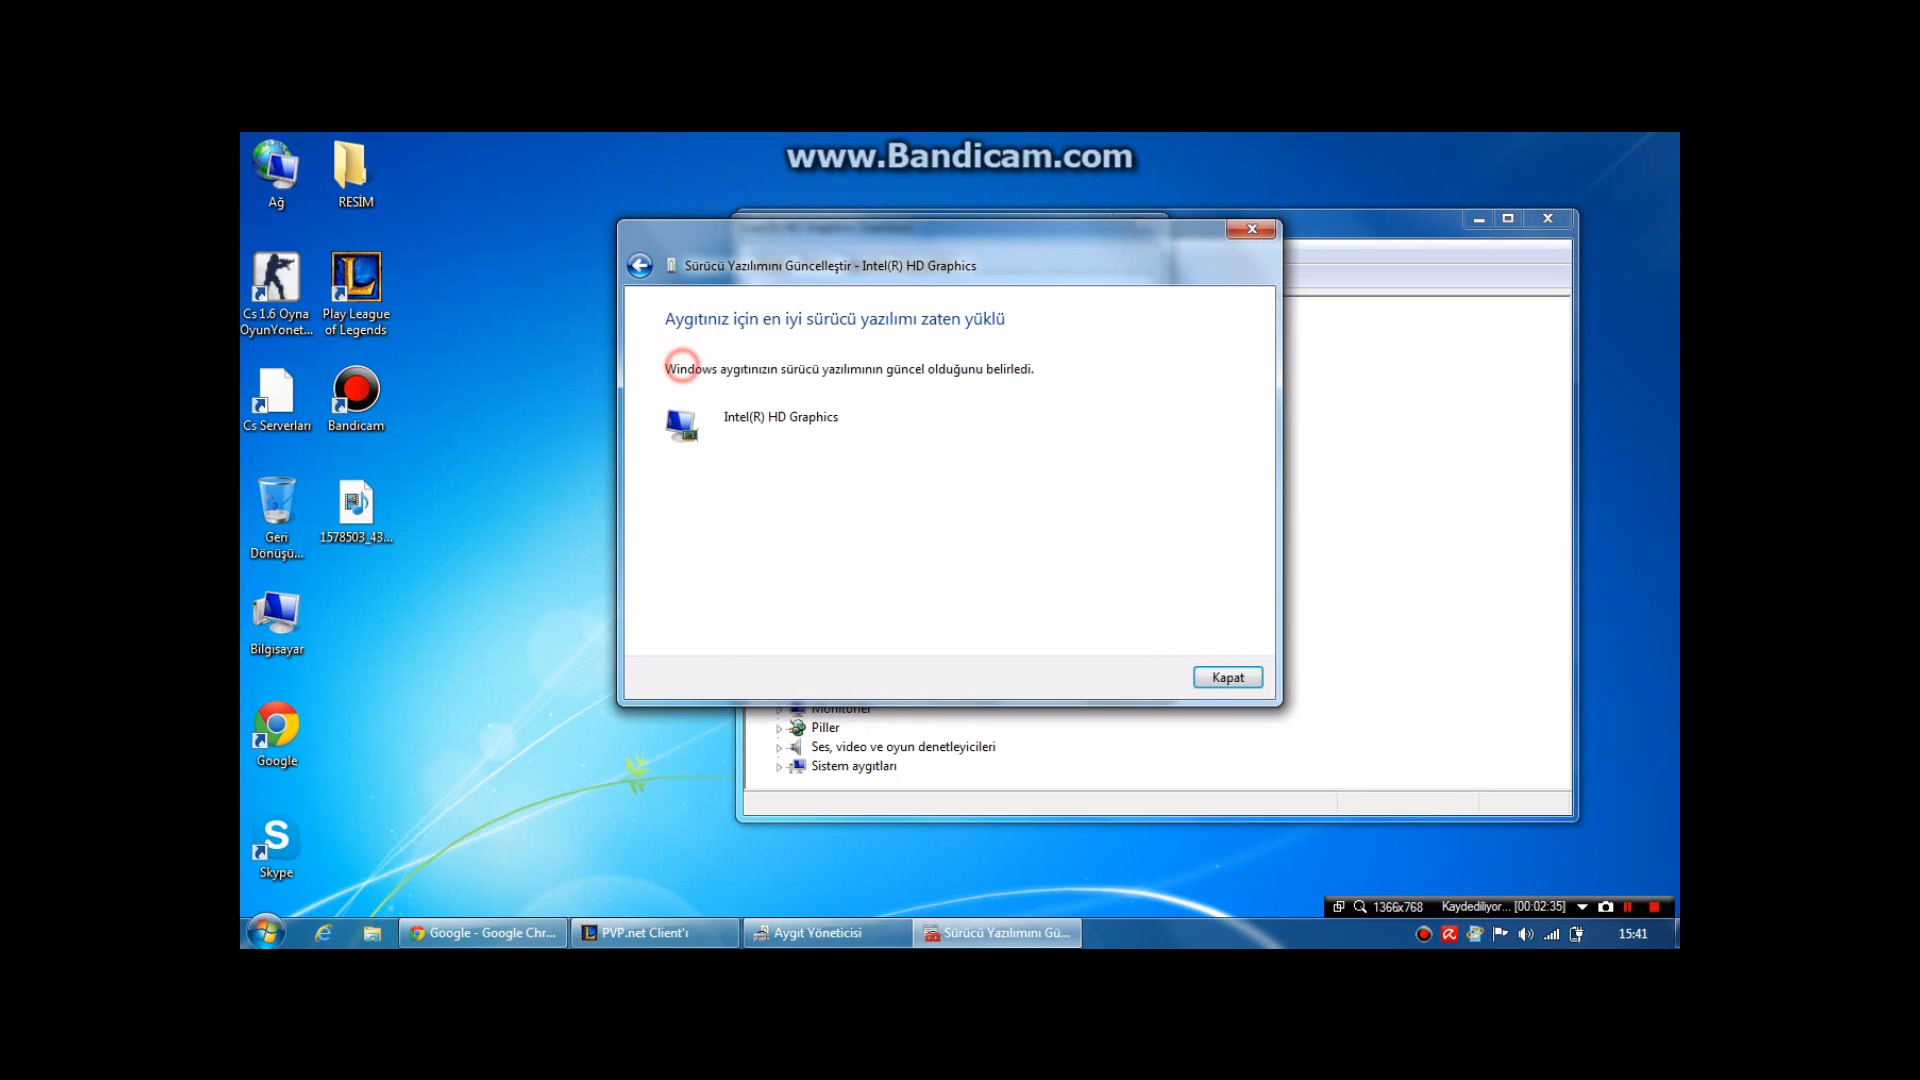 www.Bandicam.com
Ağ
RESİM
Sürücü Yazılımını Güncelleştir - Intel(R) HD Graphics
Aygıtınız için en iyi sürücü yazılımı zaten yüklü
Windows aygıtınızın sürücü yazılımının güncel olduğunu belirledi.
Intel(R) HD Graphics
Kapat
Cs 1.6 Oyna
OyunYonet...
Play League
of Legends
Cs Serverları
Bandicam
Geri
Dönüşü...
1578503_43...
Bilgisayar
Google
Skype
Monitörler
Piller
Ses, video ve oyun denetleyicileri
Sistem aygıtları
1366x768
Kaydediliyor... [00:02:35]
Google - Google Chr...
PVP.net Client'ı
Aygıt Yöneticisi
Sürücü Yazılımını Gü...
15:41